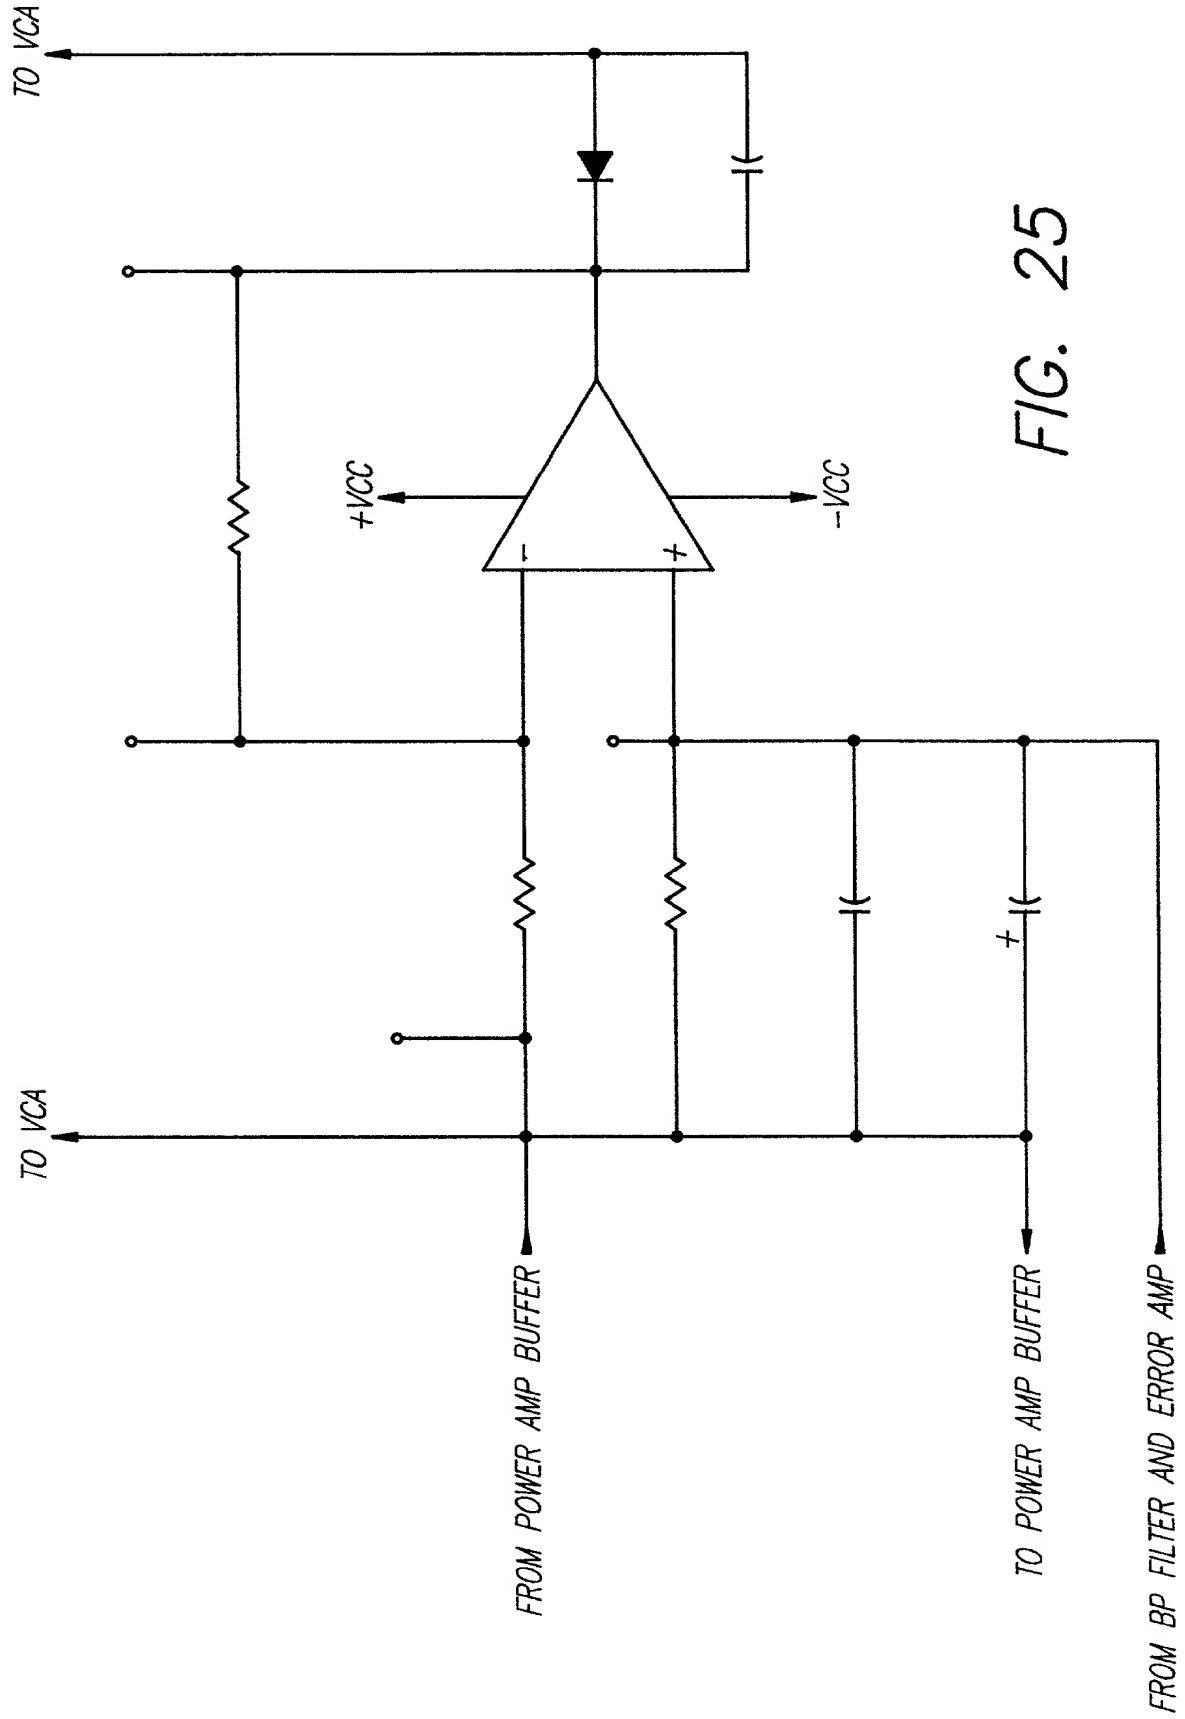 TO VCA
TO VCA
+VCC
-
+
-VCC
FROM POWER AMP BUFFER
+
TO POWER AMP BUFFER
FROM BP FILTER AND ERROR AMP
FIG. 25